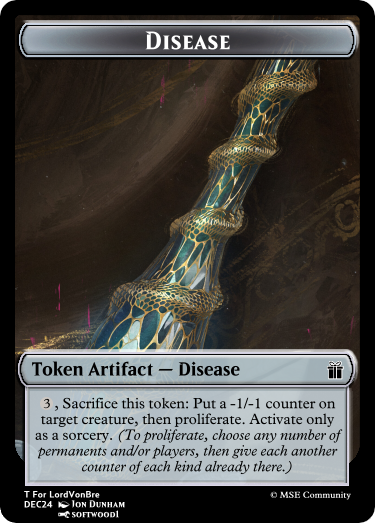 DISEASE
Token Artifact — Disease
3, Sacrifice this token: Put a -1/-1 counter on
target creature, then proliferate. Activate only
as a sorcery. (To proliferate, choose any number of
permanents and/or players, then give each another
counter of each kind already there.)
T For LordVonBre
DEC24 JON DUNHAM
© MSE Community
SOFTWOOD1